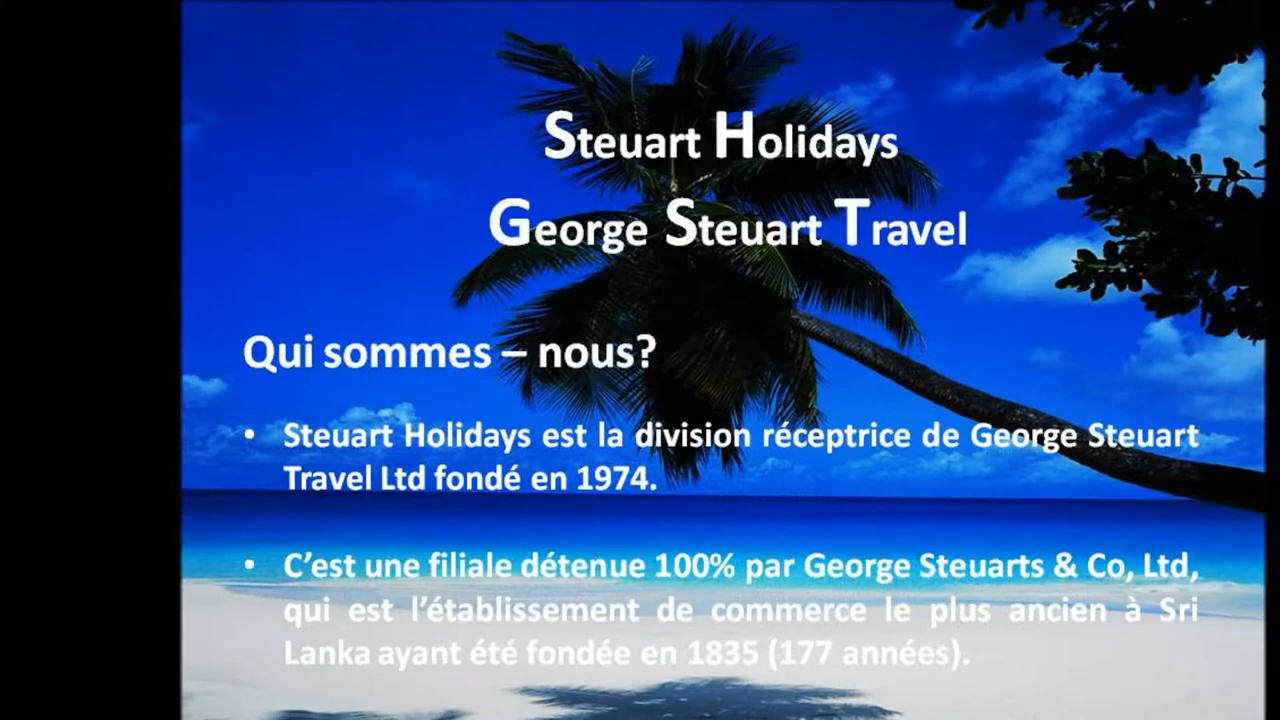 Steuart Holidays
George Steuart Travel
Qui sommes – nous?
• Steuart Holidays est la division réceptrice de George Steuart
Travel Ltd fondé en 1974.
• C’est une filiale détenue 100% par George Steuarts & Co, Ltd,
qui est l’établissement de commerce le plus ancien à Sri
Lanka ayant été fondée en 1835 (177 années).